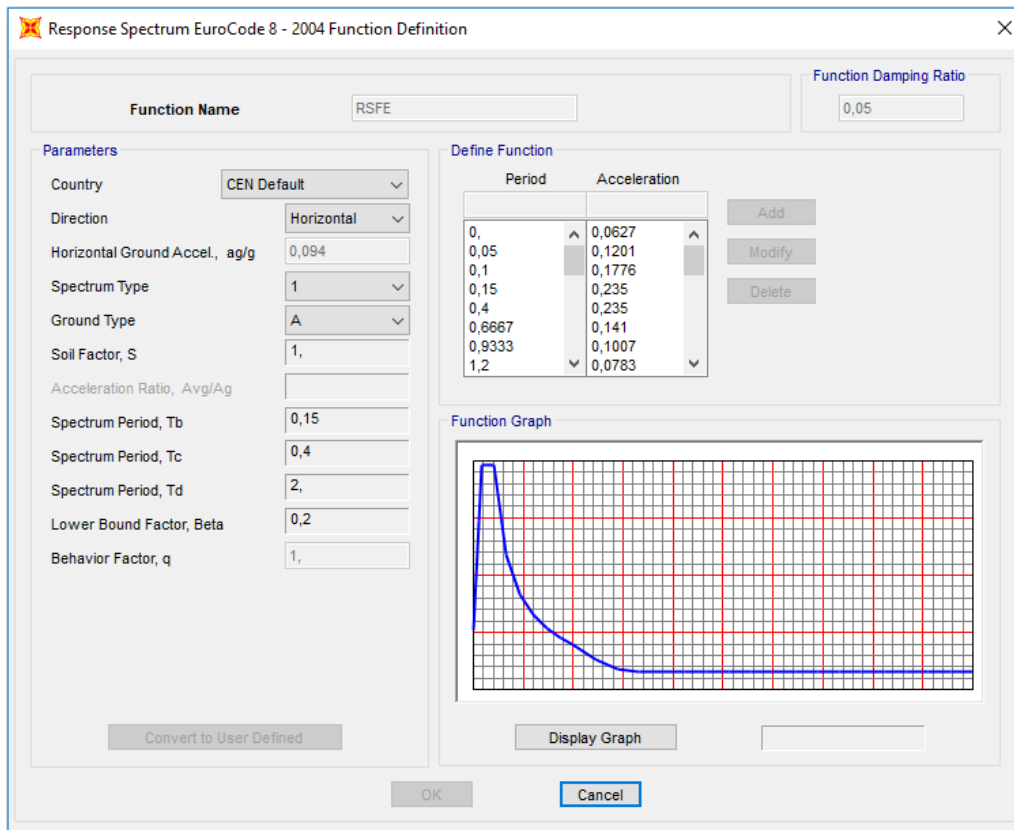 Response Spectrum EuroCode 8 - 2004 Function Definition
Function Damping Ratio
Function Name RSFE 0,05
Parameters
Country CEN Default
Direction Horizontal
Horizontal Ground Accel., ag/g 0,094
Spectrum Type 1
Ground Type A
Soil Factor, S 1,
Acceleration Ratio, Avg/Ag
Spectrum Period, Tb 0,15
Spectrum Period, Tc 0,4
Spectrum Period, Td 2,
Lower Bound Factor, Beta 0,2
Behavior Factor, q 1,
Convert to User Defined
Define Function
Period Acceleration
0, 0,0627
0,05 0,1201
0,1 0,1776
0,15 0,235
0,4 0,235
0,6667 0,141
0,9333 0,1007
1,2 0,0783
Add
Modify
Delete
Function Graph
Display Graph
OK Cancel